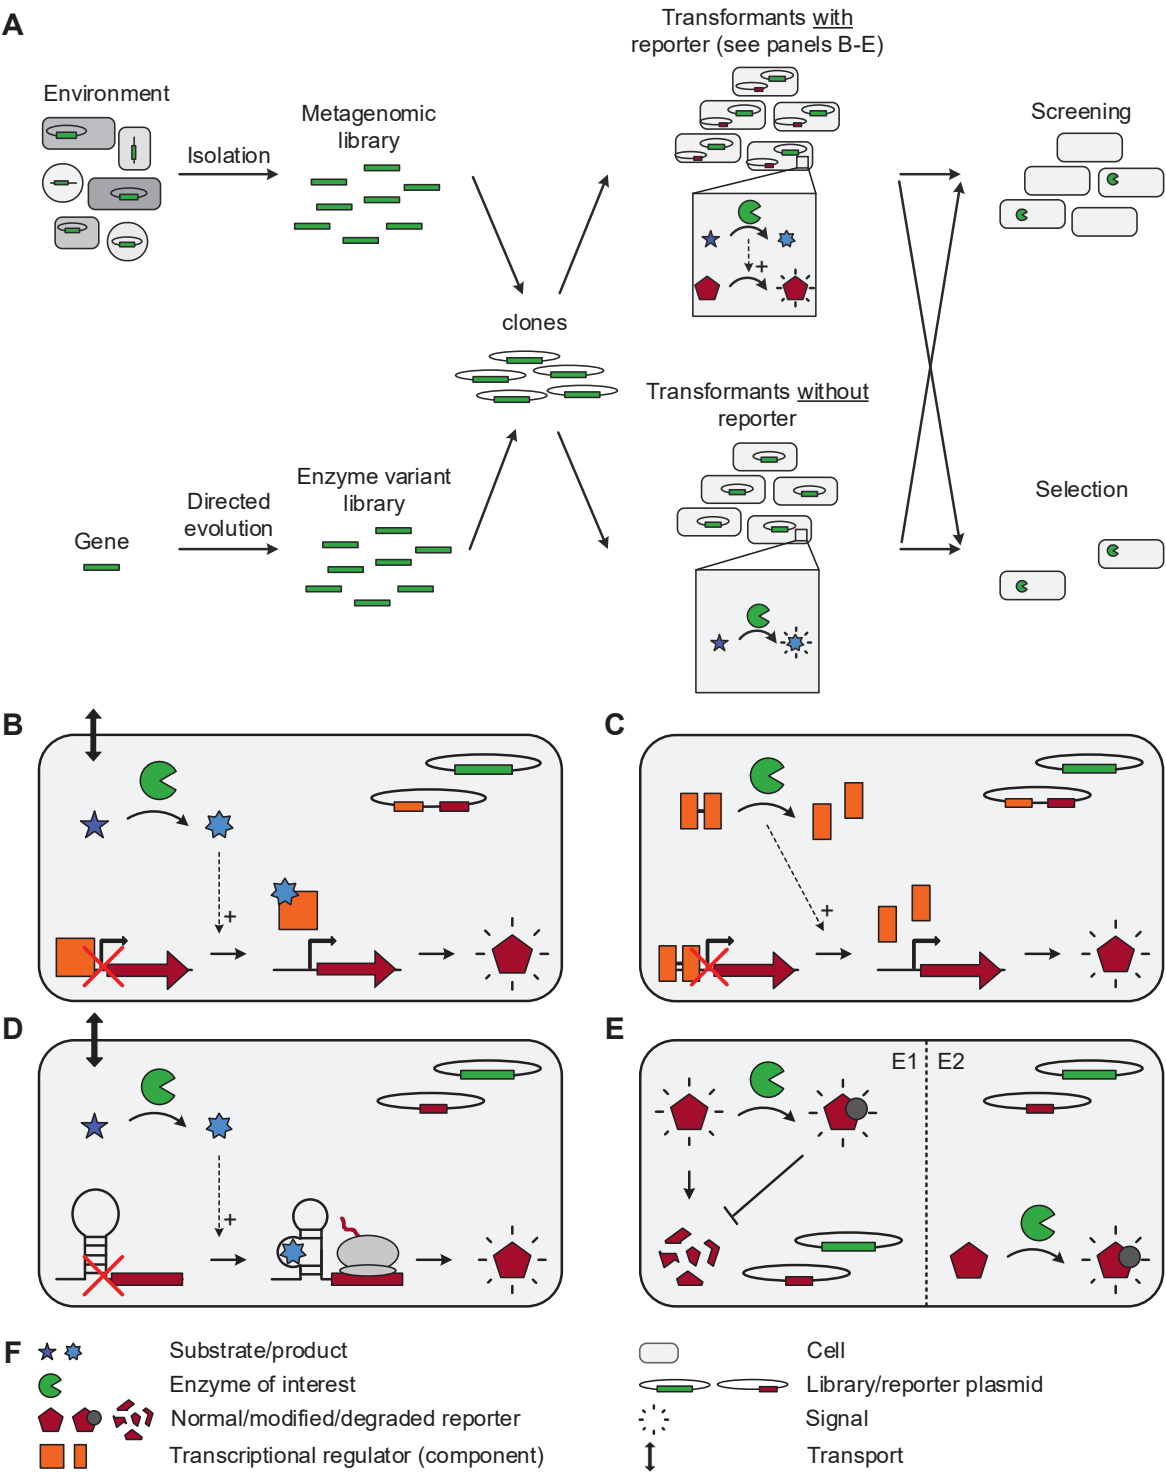 A
Transformants with
reporter (see panels B-E)
Environment
Metagenomic
library
Screening
Isolation
+
clones
Transformants without
reporter
Enzyme variant
library
Selection
Directed
evolution
Gene
B
C
+
+
D
E
E1
E2
+
F
Substrate/product
Enzyme of interest
Normal/modified/degraded reporter
Transcriptional regulator (component)
Cell
Library/reporter plasmid
Signal
Transport